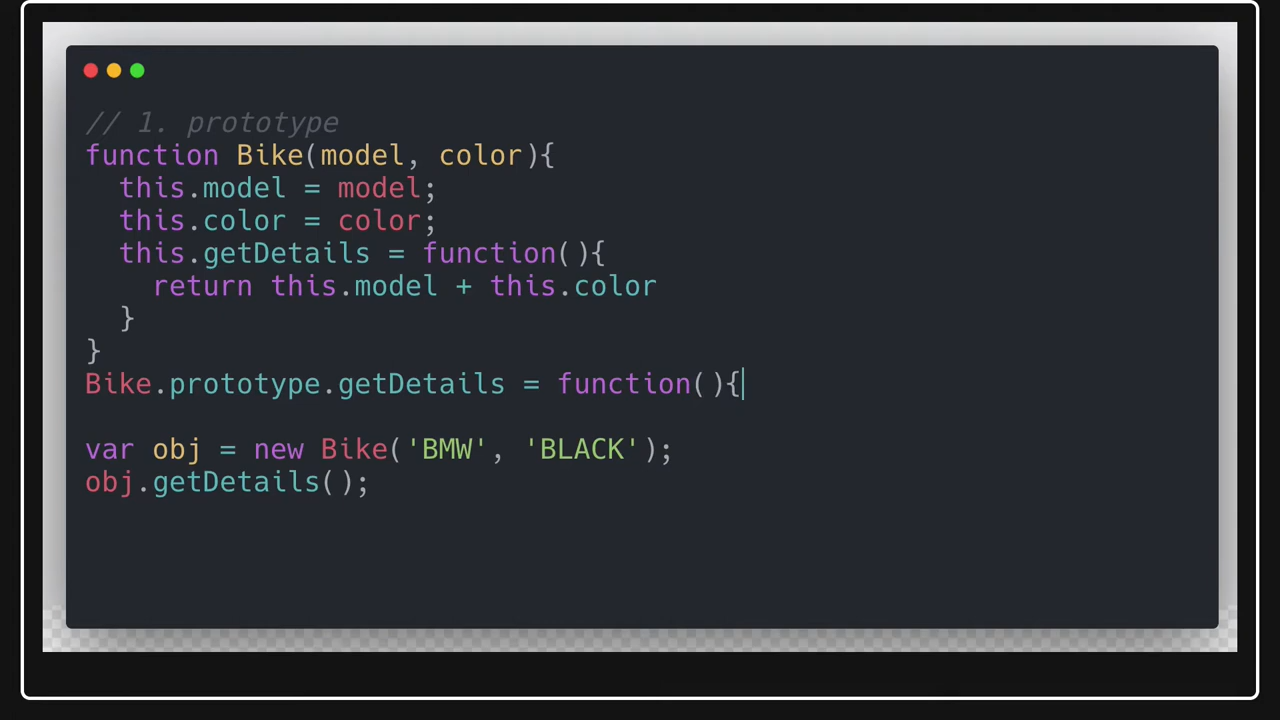 // 1. prototype
function Bike(model, color){
  this.model = model;
  this.color = color;
  this.getDetails = function(){
    return this.model + this.color
  }
}
Bike.prototype.getDetails = function(){

var obj = new Bike('BMW', 'BLACK');
obj.getDetails();